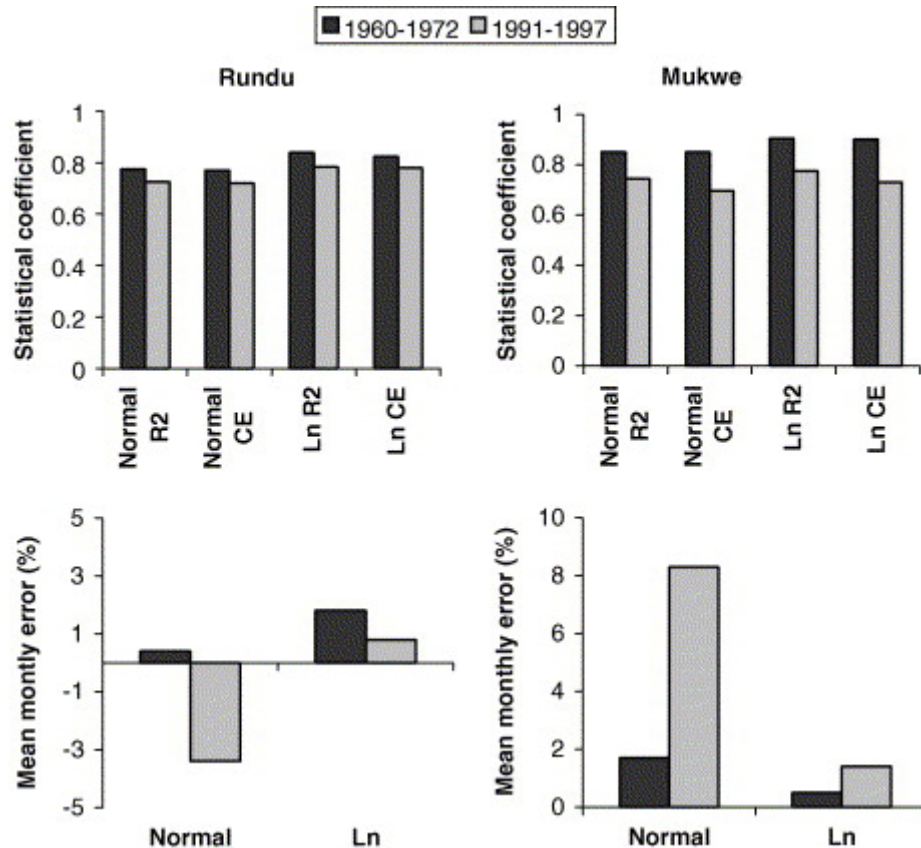 1960-1972 1991-1997
Rundu
Statistical coefficient
1
0.8
0.6
0.4
0.2
0
Normal R2
Normal CE
Ln R2
Ln CE
Mukwe
Statistical coefficient
1
0.8
0.6
0.4
0.2
0
Normal R2
Normal CE
Ln R2
Ln CE
Mean montly error (%)
5
3
1
-1
-3
-5
Normal Ln
Mean monthly error (%)
10
8
6
4
2
0
Normal Ln